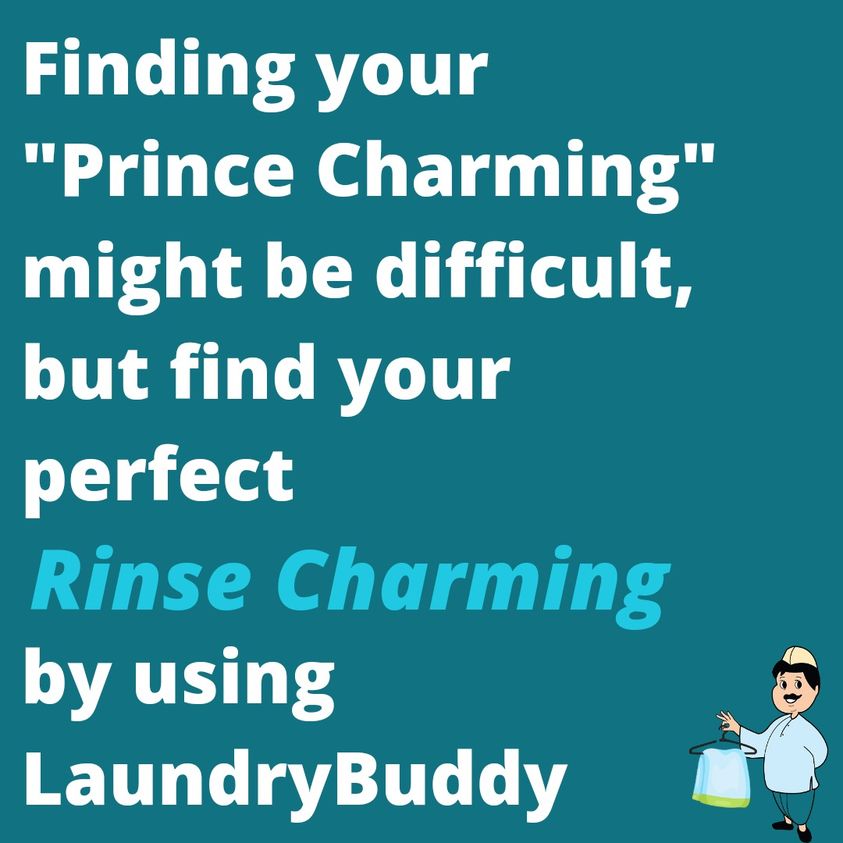 Finding your
"Prince Charming"
might be difficult,
but find your
perfect
Rinse Charming
by using
LaundryBuddy